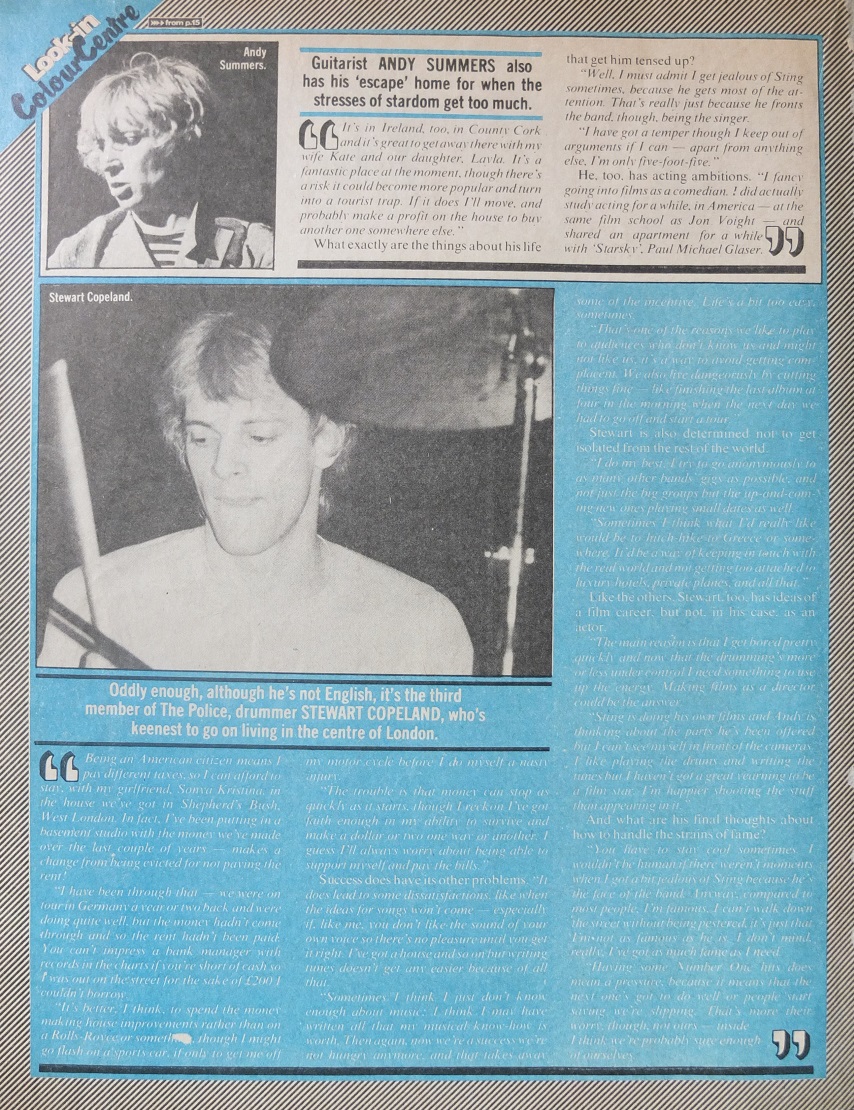 Look-in
Colour Centre
from p.15
Andy
Summers.
Guitarist ANDY SUMMERS also
has his ‘escape’ home for when the
stresses of stardom get too much.
“It's in Ireland, too, in County Cork
and it's great to get away there with my
wife Kate and our daughter, Layla. It's a
fantastic place at the moment, though there's
a risk it could become more popular and turn
into a tourist trap. If it does I'll move, and
probably make a profit on the house to buy
another one somewhere else.”
What exactly are the things about his life
that get him tensed up?
“Well, I must admit I get jealous of Sting
sometimes, because he gets most of the at-
tention. That's really just because he fronts
the band, though, being the singer.
“I have got a temper though I keep out of
arguments if I can — apart from anything
else, I'm only five-foot-five.”
He, too, has acting ambitions. “I fancy
going into films as a comedian. I did actually
study acting for a while, in America — at the
same film school as Jon Voight — and
shared an apartment for a while
with ‘Starsky’, Paul Michael Glaser.”
Stewart Copeland.
Oddly enough, although he's not English, it's the third
member of The Police, drummer STEWART COPELAND, who's
keenest to go on living in the centre of London.
“Being an American citizen means I
pay different taxes, so I can afford to
stay, with my girlfriend, Sonya Kristina, in
the house we've got in Shepherd's Bush,
West London. In fact, I've been putting in a
basement studio with the money we've made
over the last couple of years — makes a
change from being evicted for not paying the
rent!
“I have been through that — we were on
tour in Germany a year or two back and were
doing quite well, but the money hadn't come
through and so the rent hadn't been paid.
You can't impress a bank manager with
records in the charts if you're short of cash so
I was out on the street for the sake of £200 I
couldn't borrow.
“It's better, I think, to spend the money
making house improvements rather than on
a Rolls-Royce or something, though I might
go flash on a sports car, if only to get me off
my motorcycle before I do myself a nasty
injury.
“The trouble is that money can stop as
quickly as it starts, though I reckon I've got
faith enough in my ability to survive and
make a dollar or two one way or another. I
guess I'll always worry about being able to
support myself and pay the bills.”
Success does have its other problems. “It
does lead to some dissatisfactions, like when
the ideas for songs won't come — especially
if, like me, you don't like the sound of your
own voice so there's no pleasure until you get
it right. I've got a house and so on but writing
tunes doesn't get any easier because of all
that.
“Sometimes, I think, I just don't know
enough about music. I think I may have
written all that my musical know-how is
worth. Then again, now we're a success we're
not hungry anymore, and that takes away
some of the incentive. Life's a bit too easy,
sometimes.
“That's one of the reasons we like to play
to audiences who don't know us and might
not like us, it's a way to avoid getting com-
placent. We also live dangerously by cutting
things fine — like finishing the last album at
four in the morning when the next day we
had to go off and start a tour.
Stewart is also determined not to get
isolated from the rest of the world.
“I do my best. I try to go anonymously to
as many other bands' gigs as possible, and
not just the big groups but the up-and-com-
ing new ones playing small dates as well.
“Sometimes I think what I'd really like
would be to hitch-hike to Greece or some-
where. It'd be a way of keeping in touch with
the real world and not getting too attached to
luxury hotels, private planes, and all that.”
Like the others, Stewart, too, has ideas of
a film career, but not, in his case, as an
actor.
“The main reason is that I get bored pretty
quickly and now that the drumming's more
or less under control I need something to use
up the energy. Making films as a director
could be the answer.
“Sting is doing his own films and Andy is
thinking about the parts he's been offered
but I can't see myself in front of the cameras.
I like playing the drums and writing the
tunes but I haven't got a great yearning to be
a film star. I'm happier shooting the stuff
than appearing in it.”
And what are his final thoughts about
how to handle the strains of fame?
“You have to stay cool sometimes. I
wouldn't be human if there weren't moments
when I got a bit jealous of Sting because he's
the face of the band. Anyway, compared to
most people, I'm famous. I can't walk down
the street without being pestered, it's just that
I'm not as famous as he is. I don't mind,
really. I've got as much fame as I need.
“Having some Number One hits does
mean a pressure, because it means that the
next one's got to do well or people start
saying we're slipping. That's more their
worry, though, not ours — inside
I think we're probably sure enough
of ourselves.”